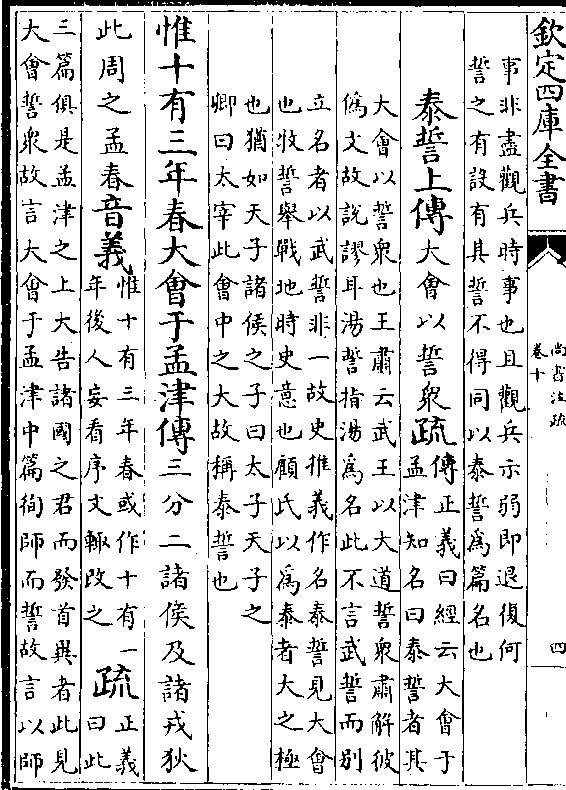 欽定四庫全書
尚書注疏
卷十
四
事非盡觀兵時事也且觀兵示弱即退復何
誓之有設有其誓不得同以泰誓為篇名也
泰誓上傳大會以誓衆疏傳正義曰經云大會于
孟津知名曰泰誓者其
大會以誓衆也王肅云武王以大道誓衆肅解彼
偽文故說謬耳湯誓指湯為名此不言武誓而別
立名者以武誓非一故史推義作名泰誓見大會
也牧誓舉戰地時史意也顧氏以為泰者大之極
也猶如天子諸侯之子曰太子天子之
卿曰太宰此會中之大故稱泰誓也
惟十有三年春大會于孟津傳三分二諸侯及諸戎狄
此周之孟春音義惟十有三年春或作十有一
年後人妄看序文輒改之疏正義
曰此
三篇俱是孟津之上大告諸國之君而發首異者此見
大會誓衆故言大會于孟津中篇徇師而誓故言以師